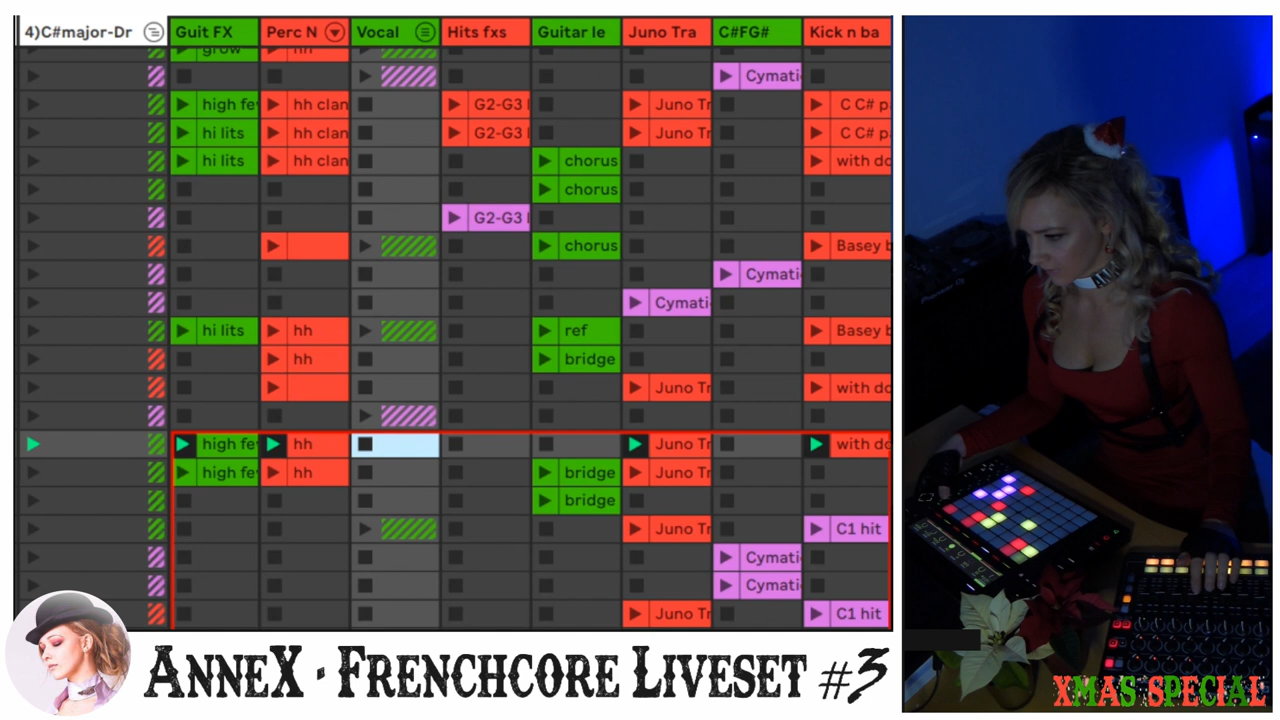 4)C#major-Dr Guit FX Perc N Vocal Hits fxs Guitar le Juno Tra C#FG# Kick n ba
grow hh
Cymati
high fe hh clan G2-G3 Juno Tr C C# p
hi lits hh clan G2-G3 Juno Tr C C# p
hi lits hh clan chorus with do
chorus
G2-G3
chorus Basey b
Cymati
Cymati
hi lits hh ref Basey b
hh bridge
Juno Tr with do
high fe hh Juno Tr with do
high fe hh bridge Juno Tr
bridge
Juno Tr C1 hit
Cymati
Cymati
Juno Tr C1 hit
ANNEX · FRENCHCORE LIVESET #3
XMAS SPECIAL